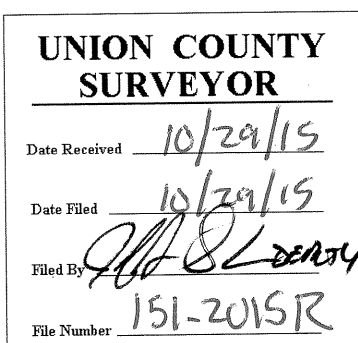 UNION COUNTY
SURVEYOR
Date Received 10/29/15
Date Filed 10/29/15
Filed By DEPUTY
File Number 151-2015R